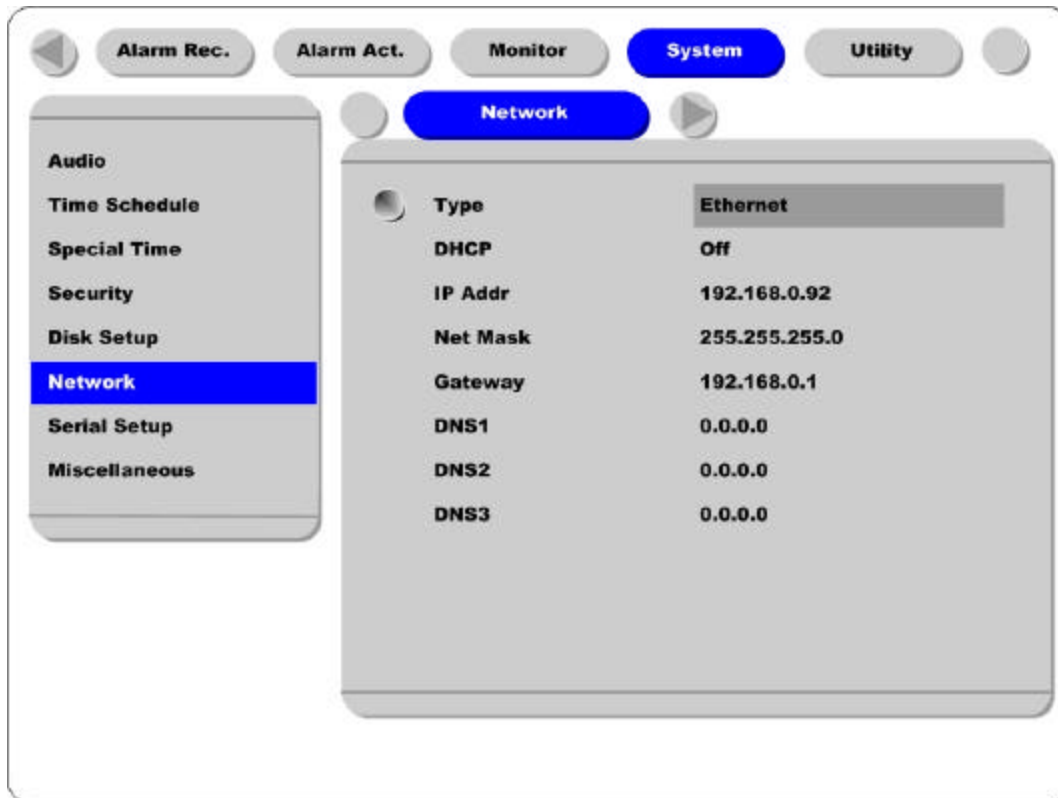 Alarm Rec. Alarm Act. Monitor System Utility
Network
Audio
Time Schedule
Special Time
Security
Disk Setup
Network
Serial Setup
Miscellaneous
Type Ethernet
DHCP Off
IP Addr 192.168.0.92
Net Mask 255.255.255.0
Gateway 192.168.0.1
DNS1 0.0.0.0
DNS2 0.0.0.0
DNS3 0.0.0.0